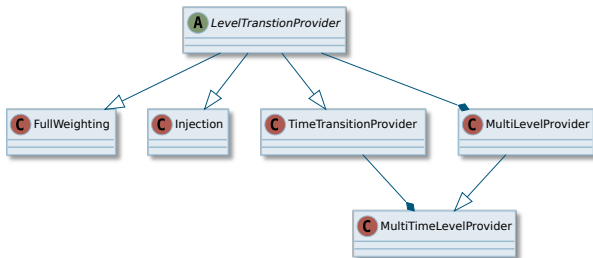 A LevelTranstionProvider
C FullWeighting
C Injection
C TimeTransitionProvider
C MultiLevelProvider
C MultiTimeLevelProvider